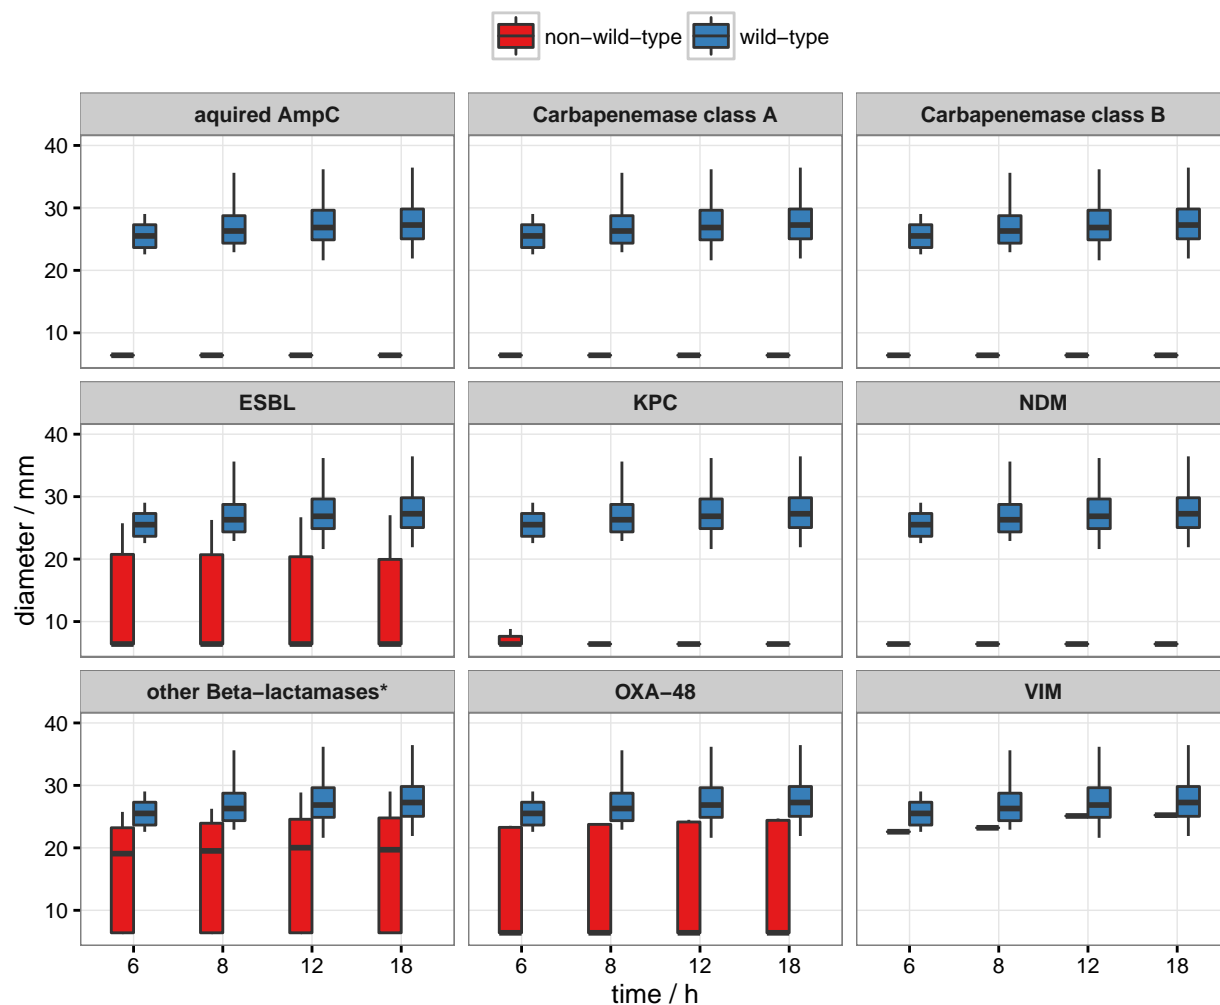 non−wild−type wild−type
aquired AmpC Carbapenemase class A Carbapenemase class B
40
30
20
10
ESBL KPC NDM
40
30
20
10
diameter / mm
other Beta−lactamases* OXA−48 VIM
40
30
20
10
6 8 12 18 6 8 12 18 6 8 12 18
time / h